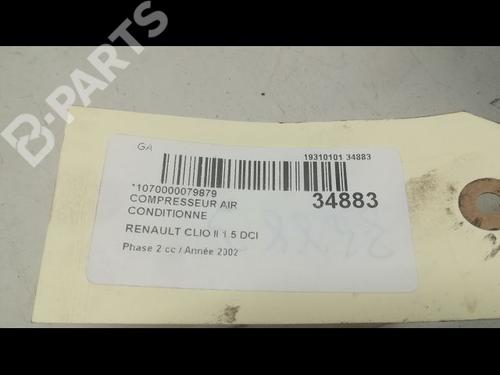 B-PARTS
GA
19310101 34883
*1070000079879
34883
COMPRESSEUR AIR
CONDITIONNE
RENAULT CLIO II 1.5 DCI
Phase 2 cc / Année 2002